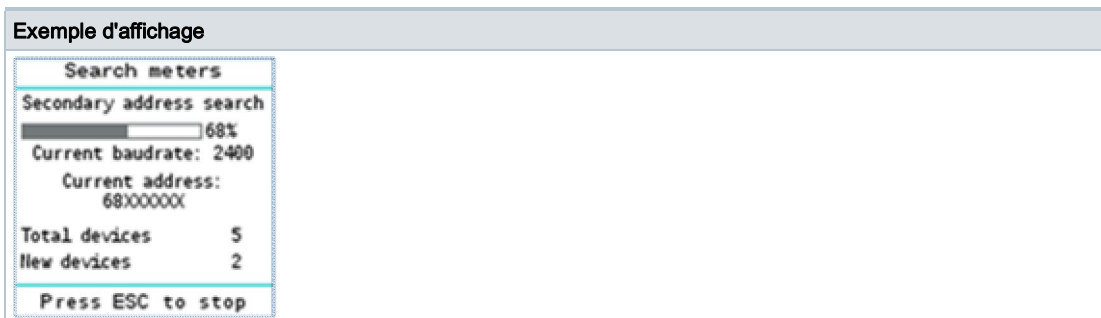 Exemple d'affichage
Search meters
Secondary address search
68%
Current baudrate: 2400
Current address:
68XXXXXX
Total devices 5
New devices 2
Press ESC to stop